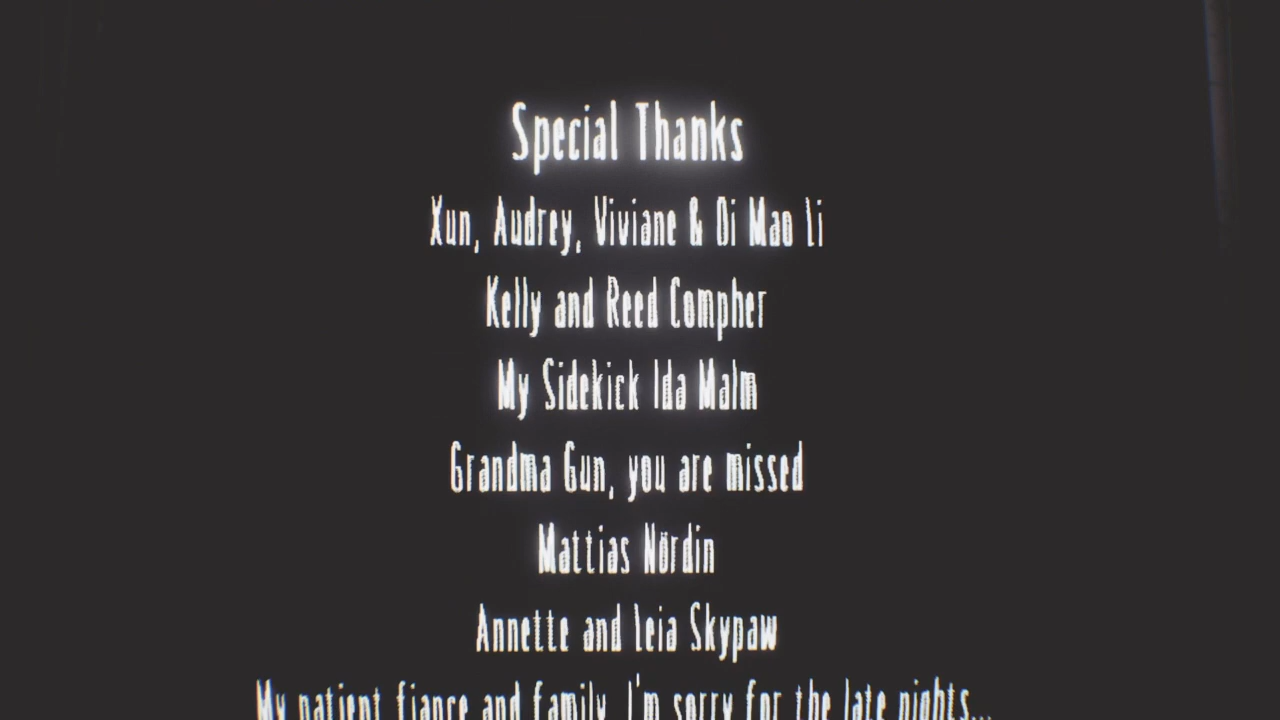 Special Thanks
Xun, Audrey, Viviane & Di Mao Li
Kelly and Reed Compher
My Sidekick Ida Malm
Grandma Gun, you are missed
Mattias Nördin
Annette and Leia Skypaw
My patient fiance and family, I'm sorry for the late nights...